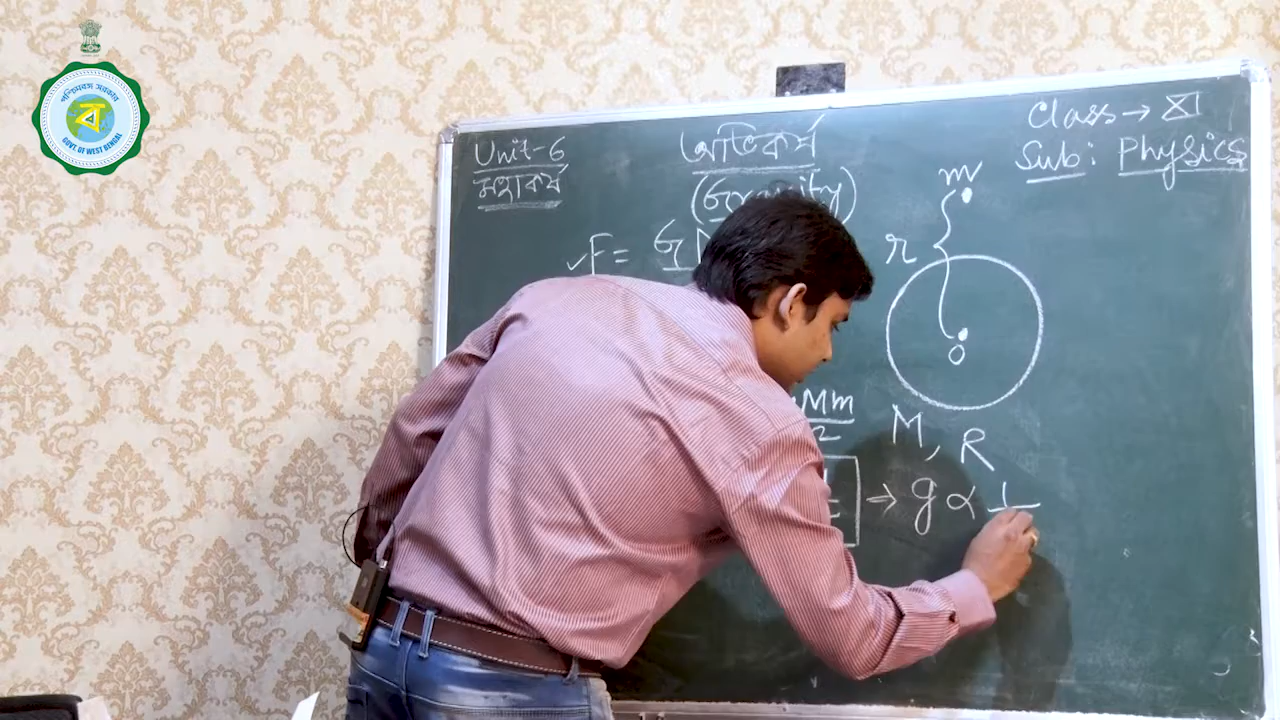 পশ্চিমবঙ্গ সরকার
ব
GOVT. OF WEST BENGAL
Unit-6
মহাকর্ষ
অভিকর্ষ
(Gravity)
Class → XI
Sub: Physics
F =
G
m
r
O
M, R
Mm
2
→ g ∝ 1